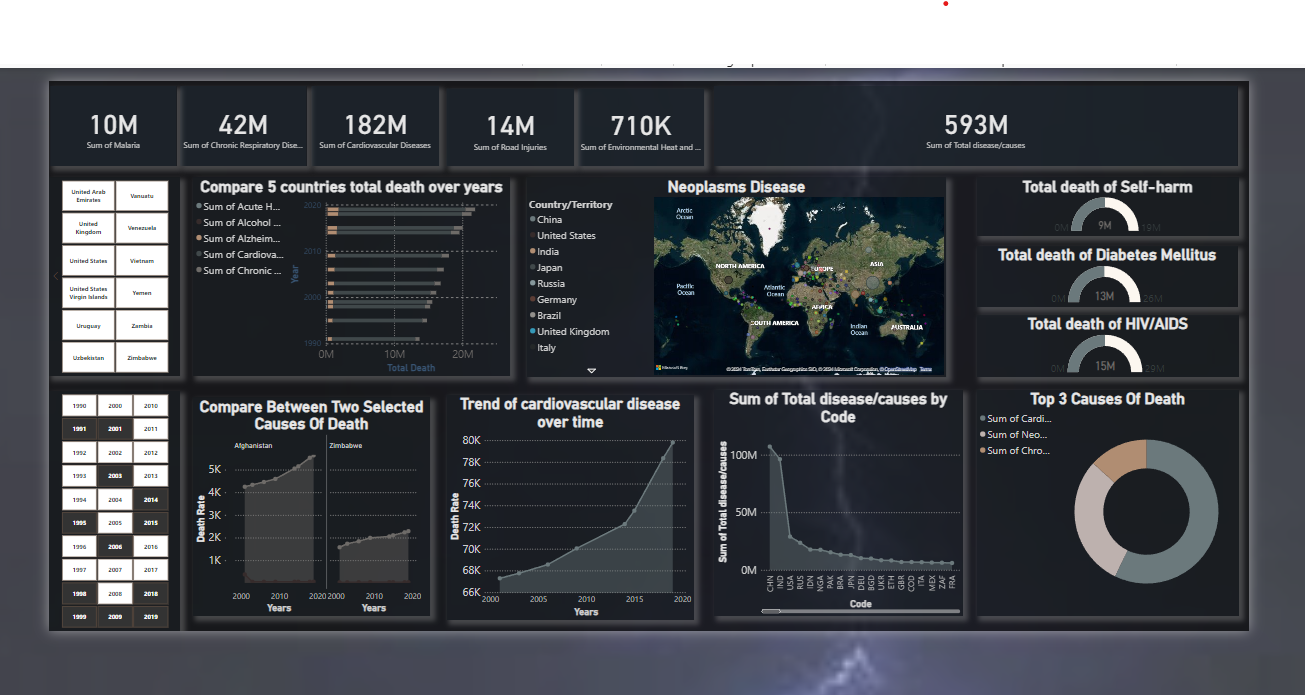 10M
Sum of Malaria
42M
Sum of Chronic Respiratory Dise...
182M
Sum of Cardiovascular Diseases
14M
Sum of Road Injuries
710K
Sum of Environmental Heat and ...
593M
Sum of Total disease/causes
United Arab
Emirates
Vanuatu
United
Kingdom
Venezuela
United States
Vietnam
United States
Virgin Islands
Yemen
Uruguay
Zambia
Uzbekistan
Zimbabwe
Compare 5 countries total death over years
Sum of Acute H...
Sum of Alcohol ...
Sum of Alzheim...
Sum of Cardiova...
Sum of Chronic ...
Year
2020
2010
2000
1990
0M 10M 20M
Total Death
Neoplasms Disease
Country/Territory
China
United States
India
Japan
Russia
Germany
Brazil
United Kingdom
Italy
Arctic
Ocean
NORTH AMERICA
EUROPE
ASIA
Pacific
Ocean
Atlantic
Ocean
AFRICA
SOUTH AMERICA
Indian
Ocean
AUSTRALIA
Microsoft Bing
©2024 TomTom, Earthstar Geographics SIO, © 2024 Microsoft Corporation, © OpenStreetMap Terms
Total death of Self-harm
0M 9M 19M
Total death of Diabetes Mellitus
0M 13M 26M
Total death of HIV/AIDS
0M 15M 29M
1990 2000 2010
1991 2001 2011
1992 2002 2012
1993 2003 2013
1994 2004 2014
1995 2005 2015
1996 2006 2016
1997 2007 2017
1998 2008 2018
1999 2009 2019
Compare Between Two Selected
Causes Of Death
Afghanistan
Zimbabwe
Death Rate
5K
4K
3K
2K
1K
2000 2010 2020 2000 2010 2020
Years Years
Trend of cardiovascular disease
over time
Death Rate
80K
78K
76K
74K
72K
70K
68K
66K
2000 2005 2010 2015 2020
Years
Sum of Total disease/causes by
Code
Sum of Total disease/causes
100M
50M
0M
CHN IND USA RUS IDN NGA PAK BRA JPN DEU BGD UKR ETH GBR COD ITA MEX ZAF FRA
Code
Top 3 Causes Of Death
Sum of Cardi...
Sum of Neo...
Sum of Chro...